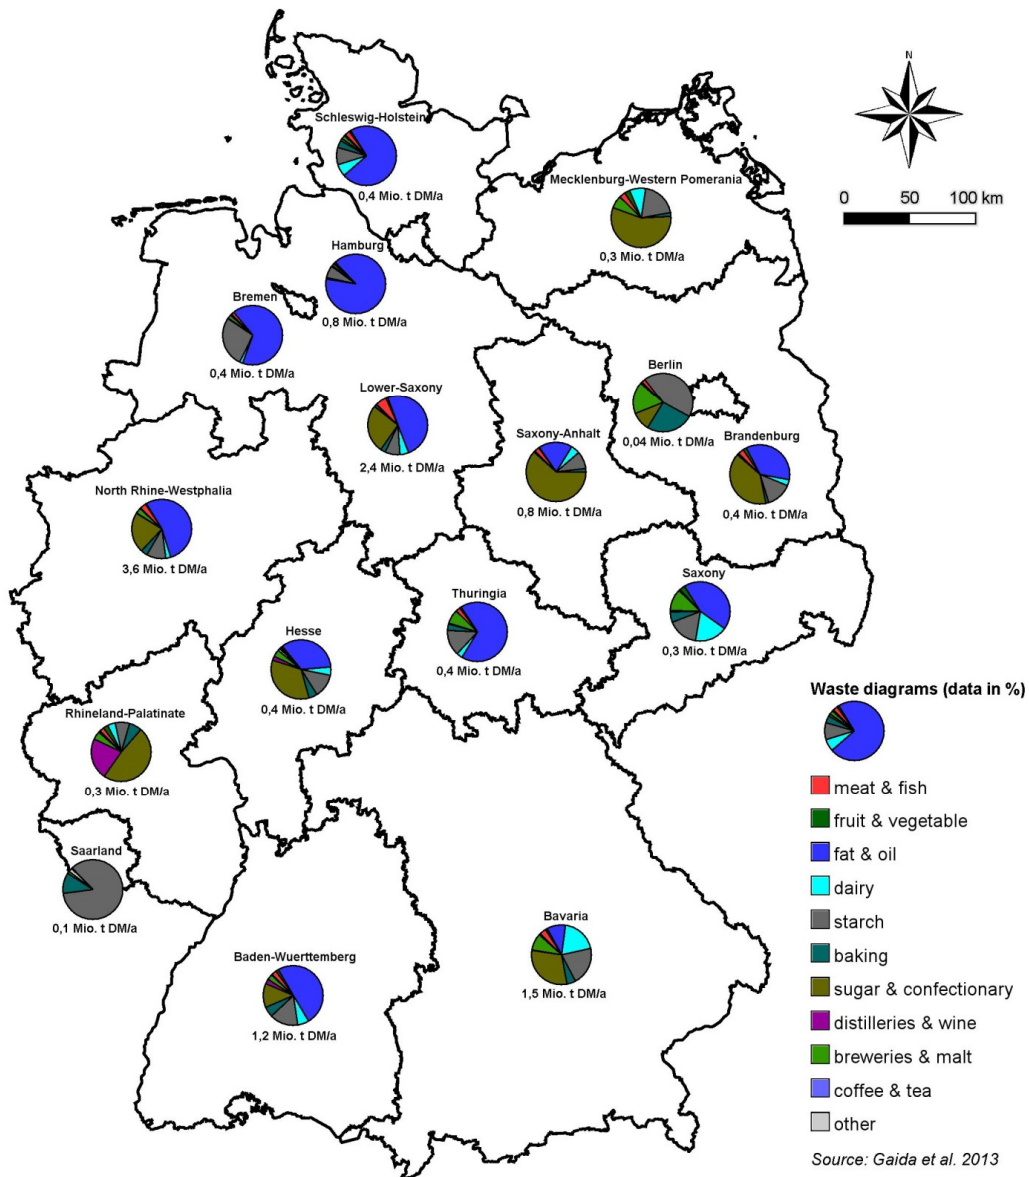 N
0 50 100 km
Schleswig-Holstein
0,4 Mio. t DM/a
Mecklenburg-Western Pomerania
0,3 Mio. t DM/a
Hamburg
0,8 Mio. t DM/a
Bremen
0,4 Mio. t DM/a
Lower-Saxony
2,4 Mio. t DM/a
Berlin
0,04 Mio. t DM/a
Saxony-Anhalt
0,8 Mio. t DM/a
Brandenburg
0,4 Mio. t DM/a
North Rhine-Westphalia
3,6 Mio. t DM/a
Thuringia
0,4 Mio. t DM/a
Saxony
0,3 Mio. t DM/a
Hesse
0,4 Mio. t DM/a
Rhineland-Palatinate
0,3 Mio. t DM/a
Saarland
0,1 Mio. t DM/a
Baden-Wuerttemberg
1,2 Mio. t DM/a
Bavaria
1,5 Mio. t DM/a
Waste diagrams (data in %)
meat & fish
fruit & vegetable
fat & oil
dairy
starch
baking
sugar & confectionary
distilleries & wine
breweries & malt
coffee & tea
other
Source: Gaida et al. 2013